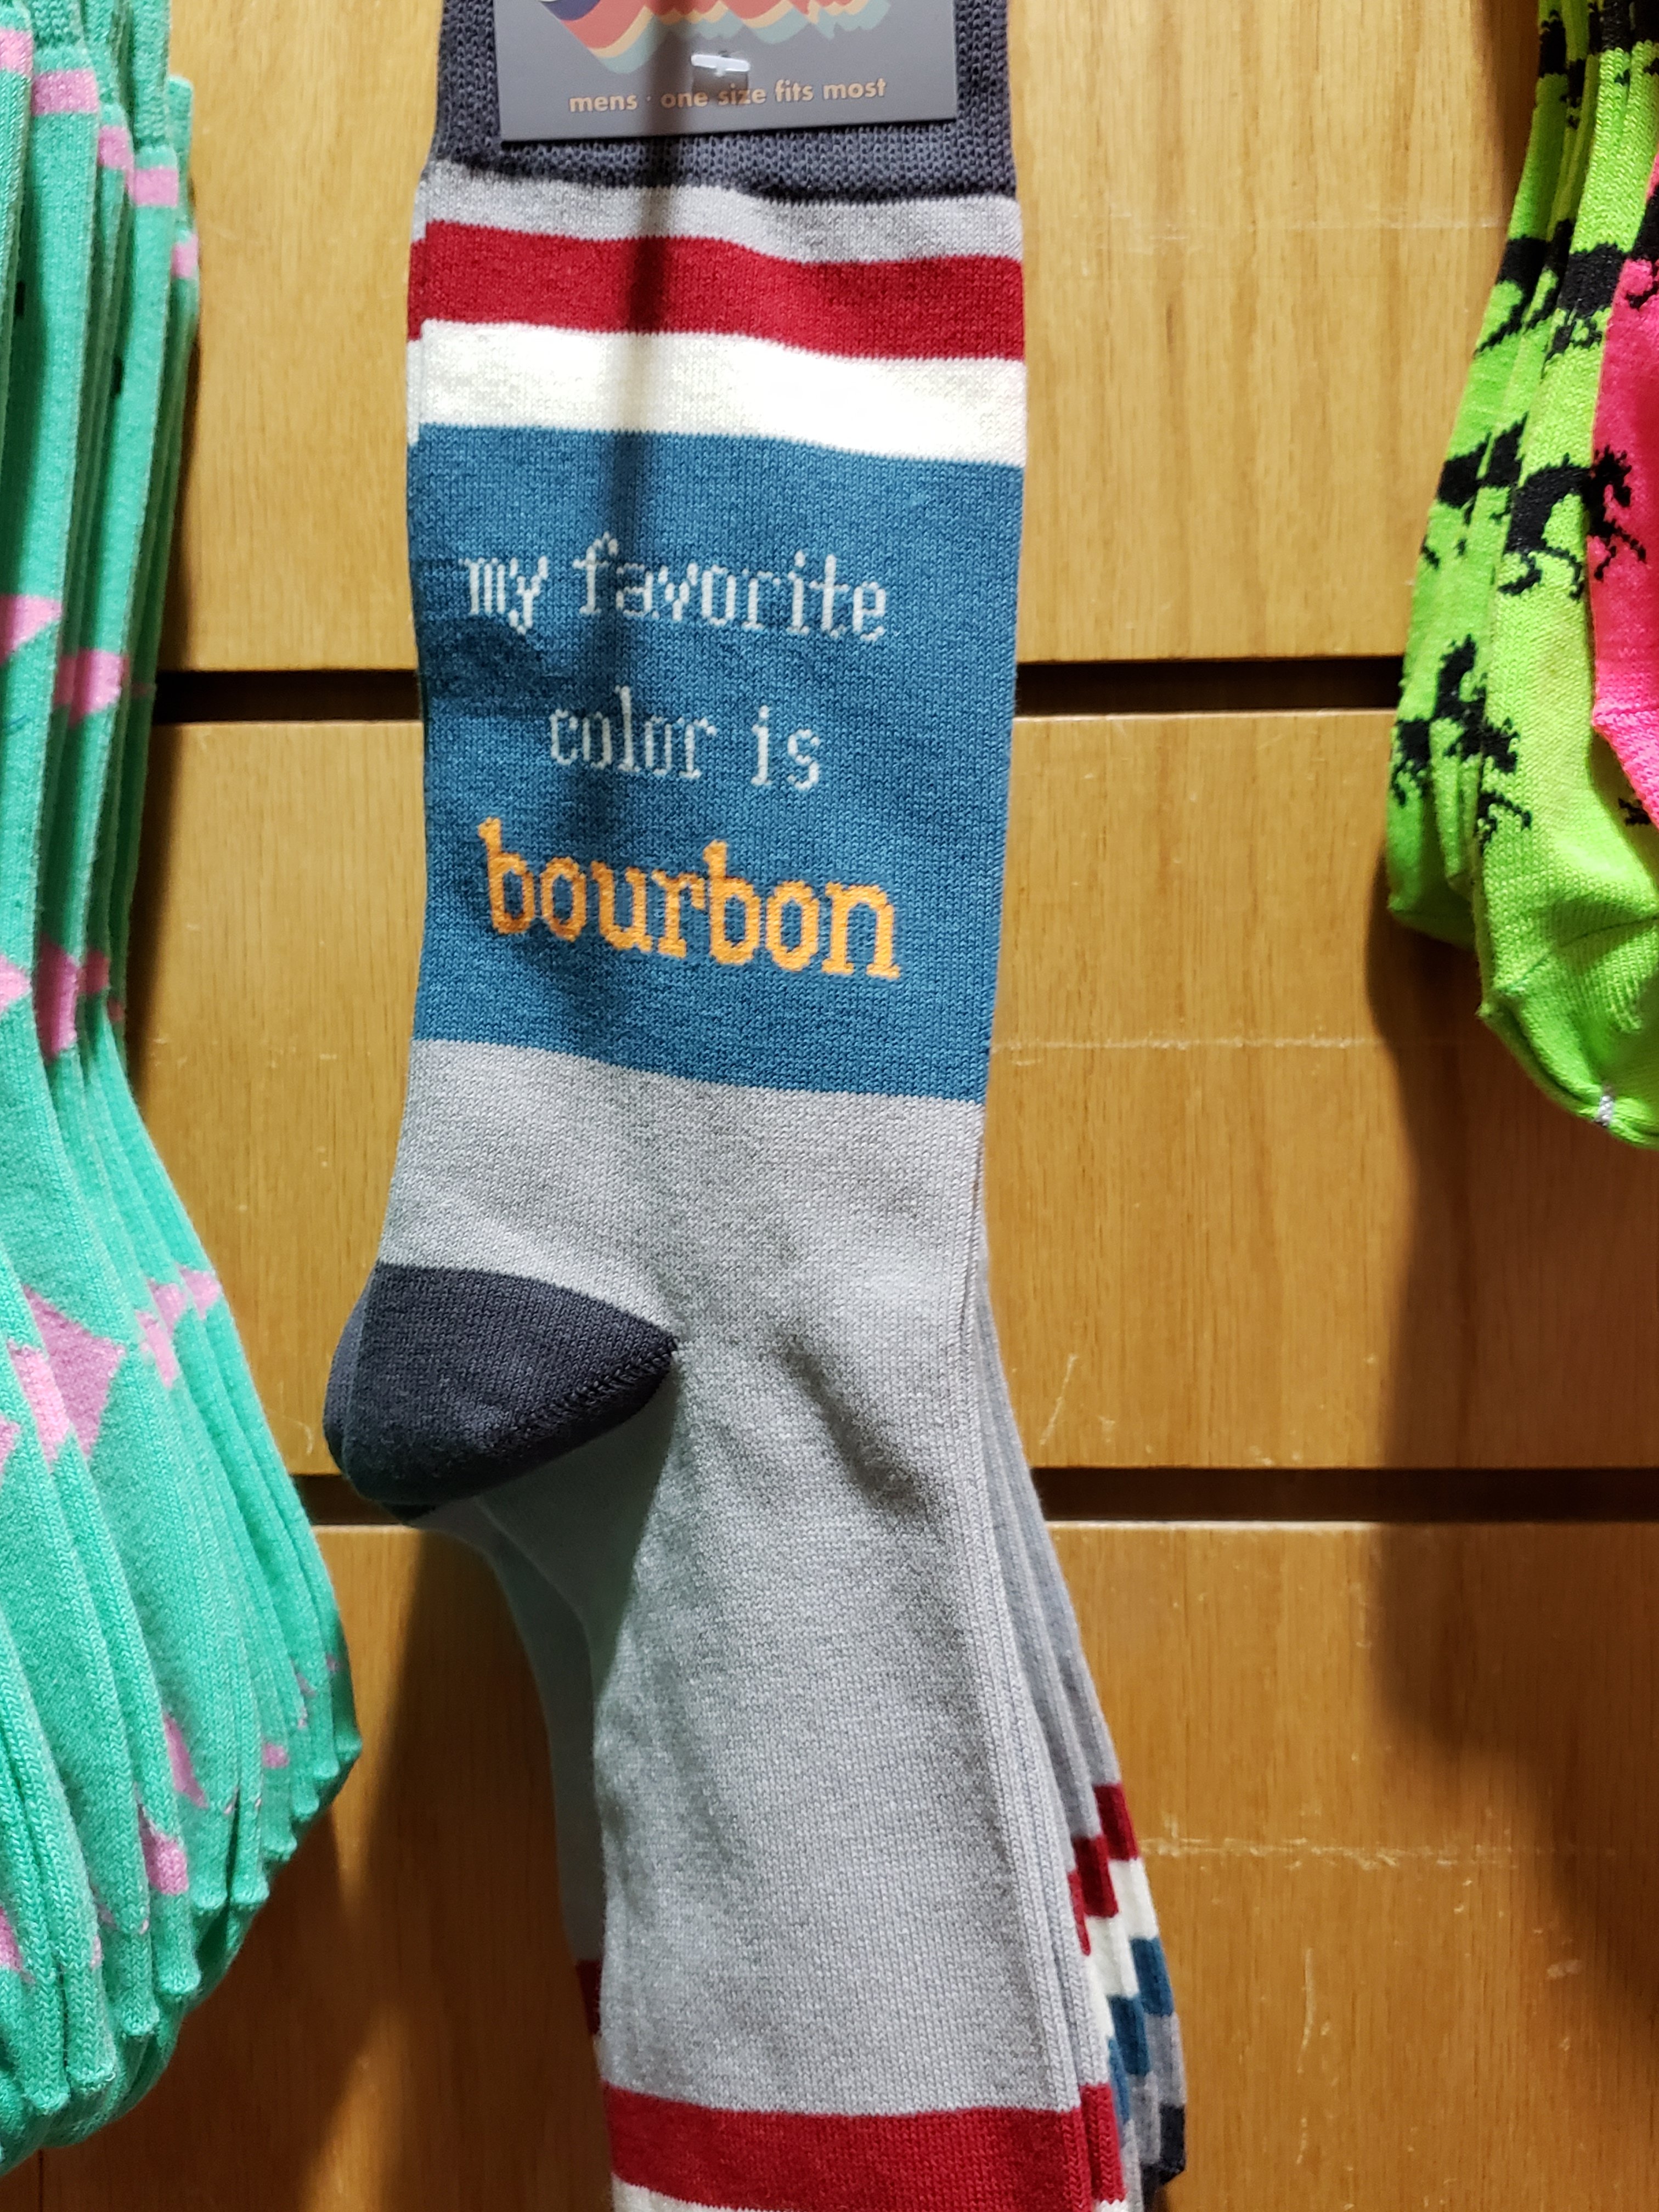 mens · one size fits most
my favorite
color is
bourbon